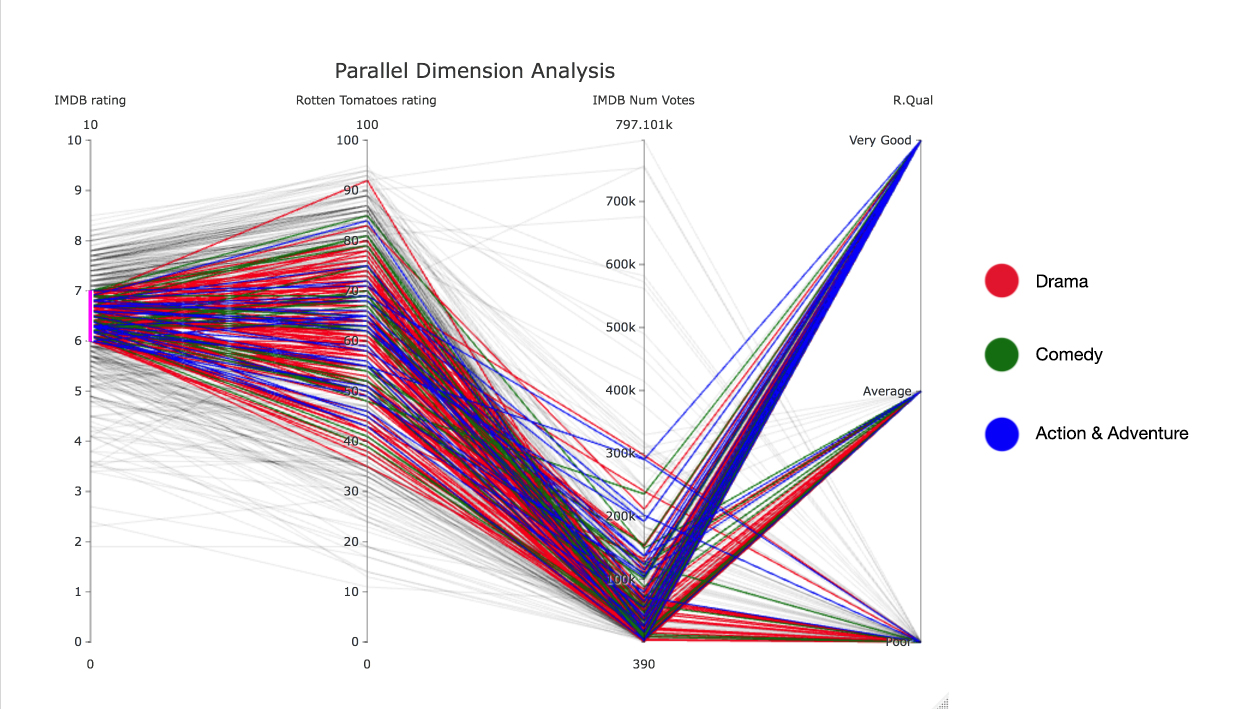 Parallel Dimension Analysis
IMDB rating
Rotten Tomatoes rating
IMDB Num Votes
R.Qual
10
100
797.101k
10
9
8
7
6
5
4
3
2
1
0
0
100
90
80
70
60
50
40
30
20
10
0
0
700k
600k
500k
400k
300k
200k
100k
390
Very Good
Average
Poor
Drama
Comedy
Action & Adventure